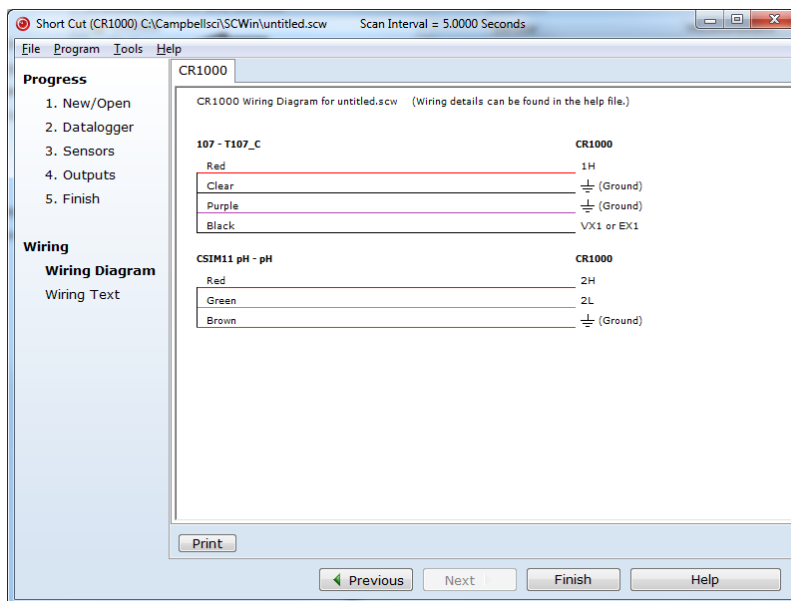 Short Cut (CR1000) C:\Campbellsci\SCWin\untitled.scw Scan Interval = 5.0000 Seconds
File Program Tools Help
Progress
1. New/Open
2. Datalogger
3. Sensors
4. Outputs
5. Finish
Wiring
Wiring Diagram
Wiring Text
CR1000
CR1000 Wiring Diagram for untitled.scw (Wiring details can be found in the help file.)
107 - T107_C CR1000
Red 1H
Clear (Ground)
Purple (Ground)
Black VX1 or EX1
CSIM11 pH - pH CR1000
Red 2H
Green 2L
Brown (Ground)
Print
Previous Next Finish Help